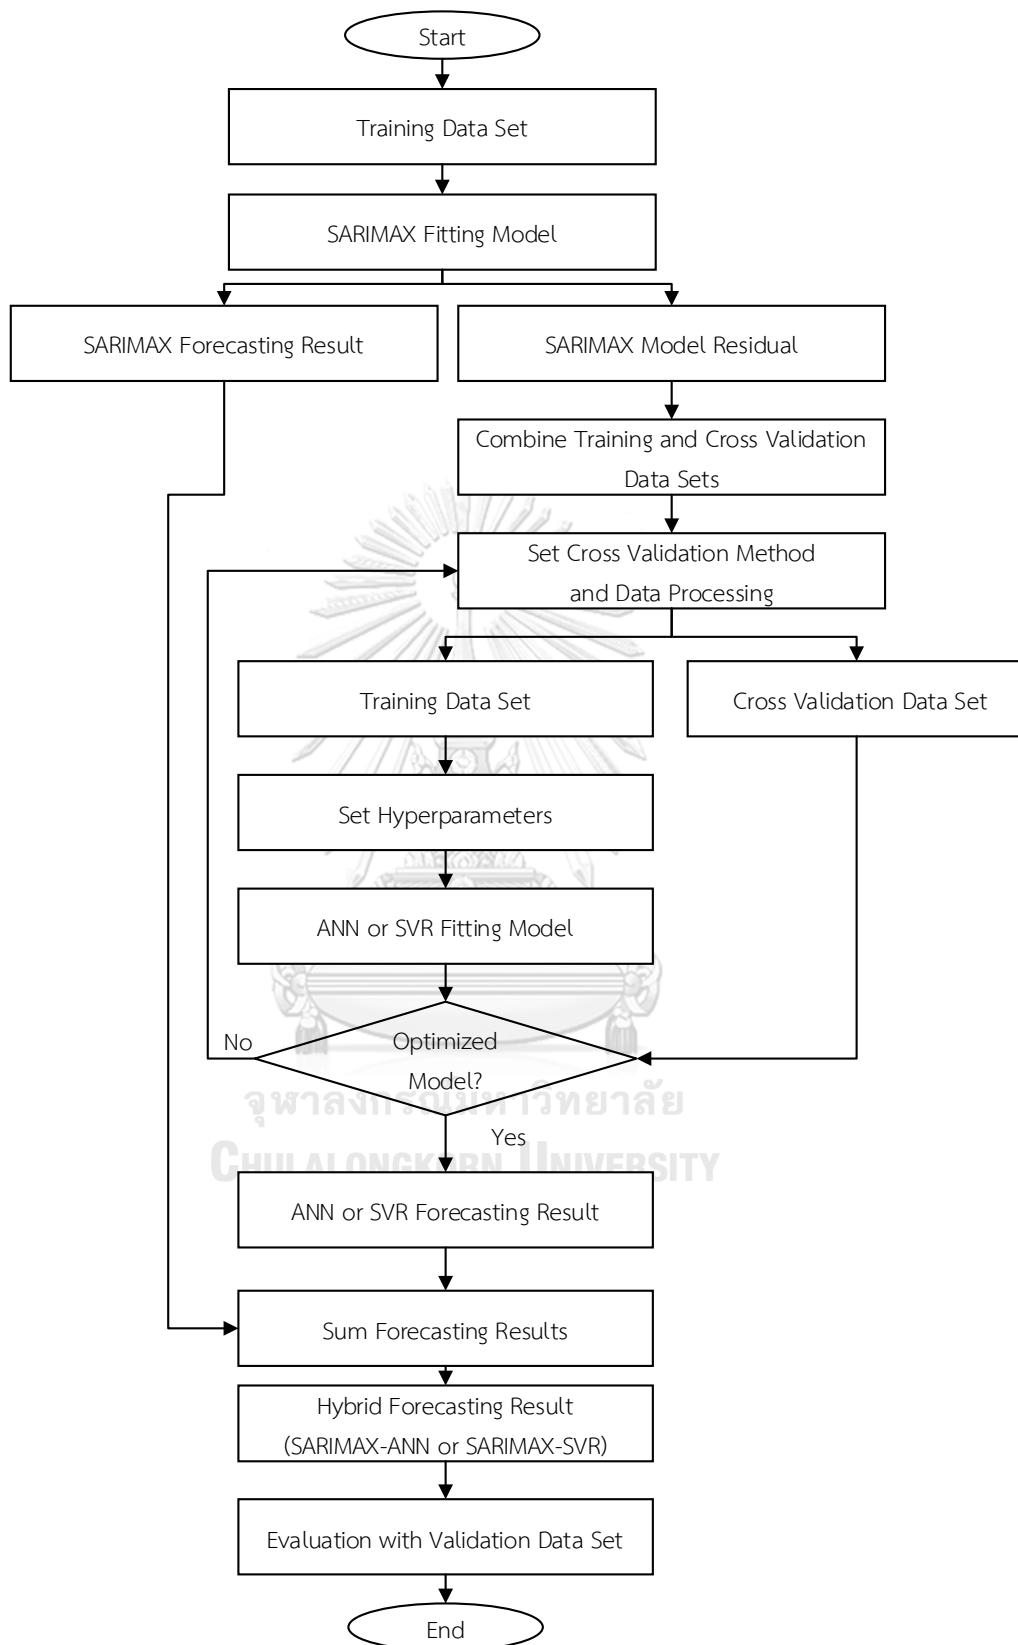 Start
Training Data Set
SARIMAX Fitting Model
SARIMAX Forecasting Result
SARIMAX Model Residual
Combine Training and Cross Validation
Data Sets
Set Cross Validation Method
and Data Processing
Training Data Set
Cross Validation Data Set
Set Hyperparameters
ANN or SVR Fitting Model
No
Optimized
Model?
จุฬาลงกรณ์มหาวิทยาลัย
Yes
CHULALONGKORN UNIVERSITY
ANN or SVR Forecasting Result
Sum Forecasting Results
Hybrid Forecasting Result
(SARIMAX-ANN or SARIMAX-SVR)
Evaluation with Validation Data Set
End